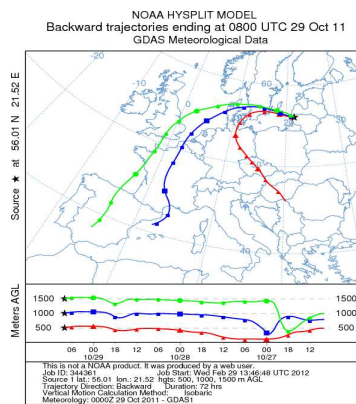 NOAA HYSPLIT MODEL
Backward trajectories ending at 0800 UTC 29 Oct 11
GDAS Meteorological Data
Source ★ at 56.01 N 21.52 E
-20
-10
0
30
40
Meters AGL
1500
1000
500
1500
1000
500
06 00 18 12 06 00 18 12 06 00 18 12
10/29 10/28 10/27
This is not a NOAA product. It was produced by a web user.
Job ID: 344361 Job Start: Wed Feb 29 13:46:48 UTC 2012
Source 1 lat.: 56.01 lon.: 21.52 hgts: 500, 1000, 1500 m AGL
Trajectory Direction: Backward Duration: 72 hrs
Vertical Motion Calculation Method: Isobaric
Meteorology: 0000Z 29 Oct 2011 - GDAS1